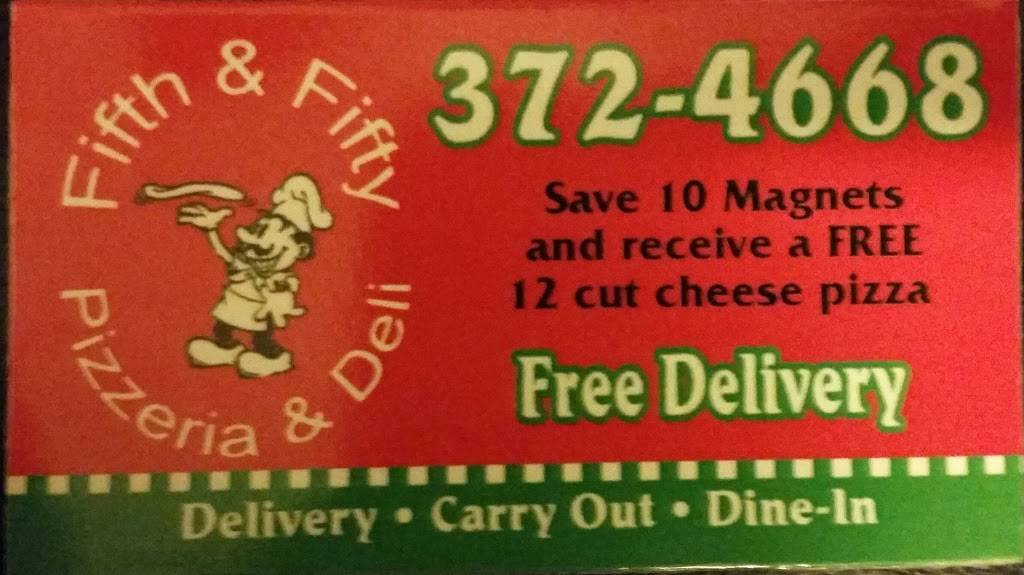 Fifth & Fifty
Pizzeria & Deli
372-4668
Save 10 Magnets
and receive a FREE
12 cut cheese pizza
Free Delivery
Delivery • Carry Out • Dine-In